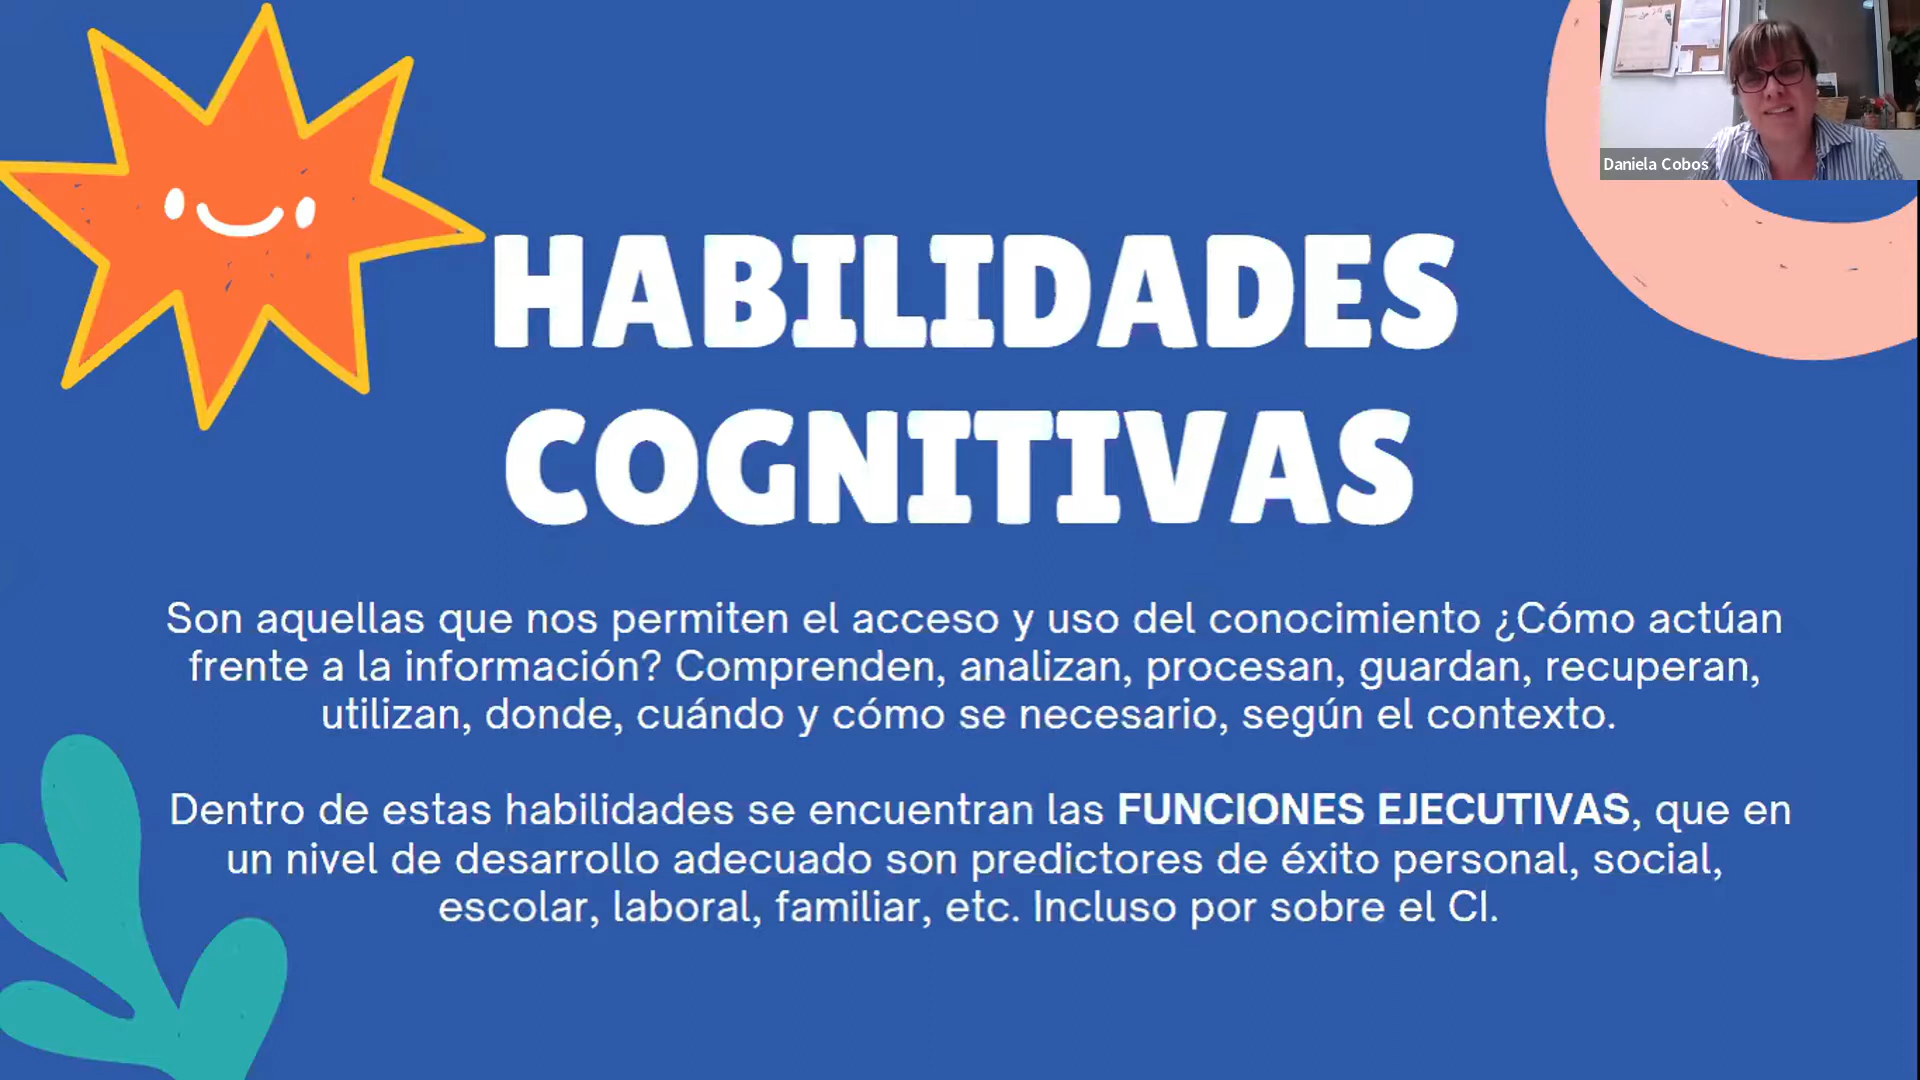 Daniela Cobos
HABILIDADES
COGNITIVAS
Son aquellas que nos permiten el acceso y uso del conocimiento ¿Cómo actúan
frente a la información? Comprenden, analizan, procesan, guardan, recuperan,
utilizan, donde, cuándo y cómo se necesario, según el contexto.
Dentro de estas habilidades se encuentran las FUNCIONES EJECUTIVAS, que en
un nivel de desarrollo adecuado son predictores de éxito personal, social,
escolar, laboral, familiar, etc. Incluso por sobre el CI.